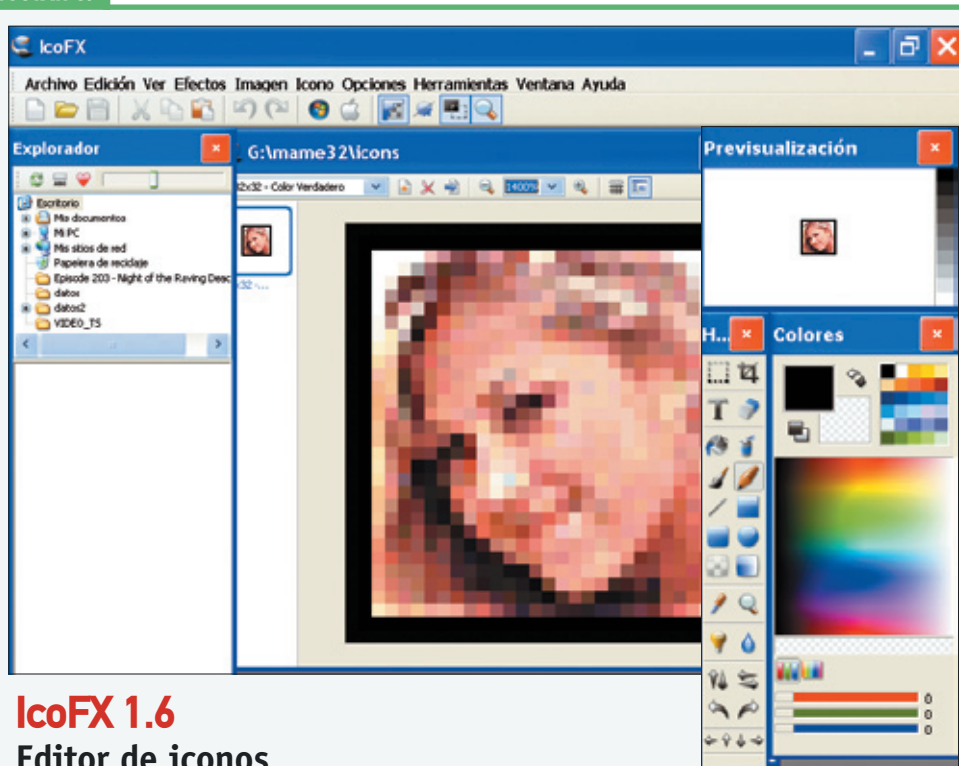 IcoFX
Archivo Edición Ver Efectos Imagen Icono Opciones Herramientas Ventana Ayuda
Explorador
Escritorio
Mis documentos
Mi PC
Mis sitios de red
Papelera de reciclaje
Episode 203 - Night of the Raving
datos
datos2
VIDEO_TS
G:\mame32\icons
32x32 - Color Verdadero
1400%
Previsualización
H...
Colores
0
0
0
IcoFX 1.6
Editor de iconos